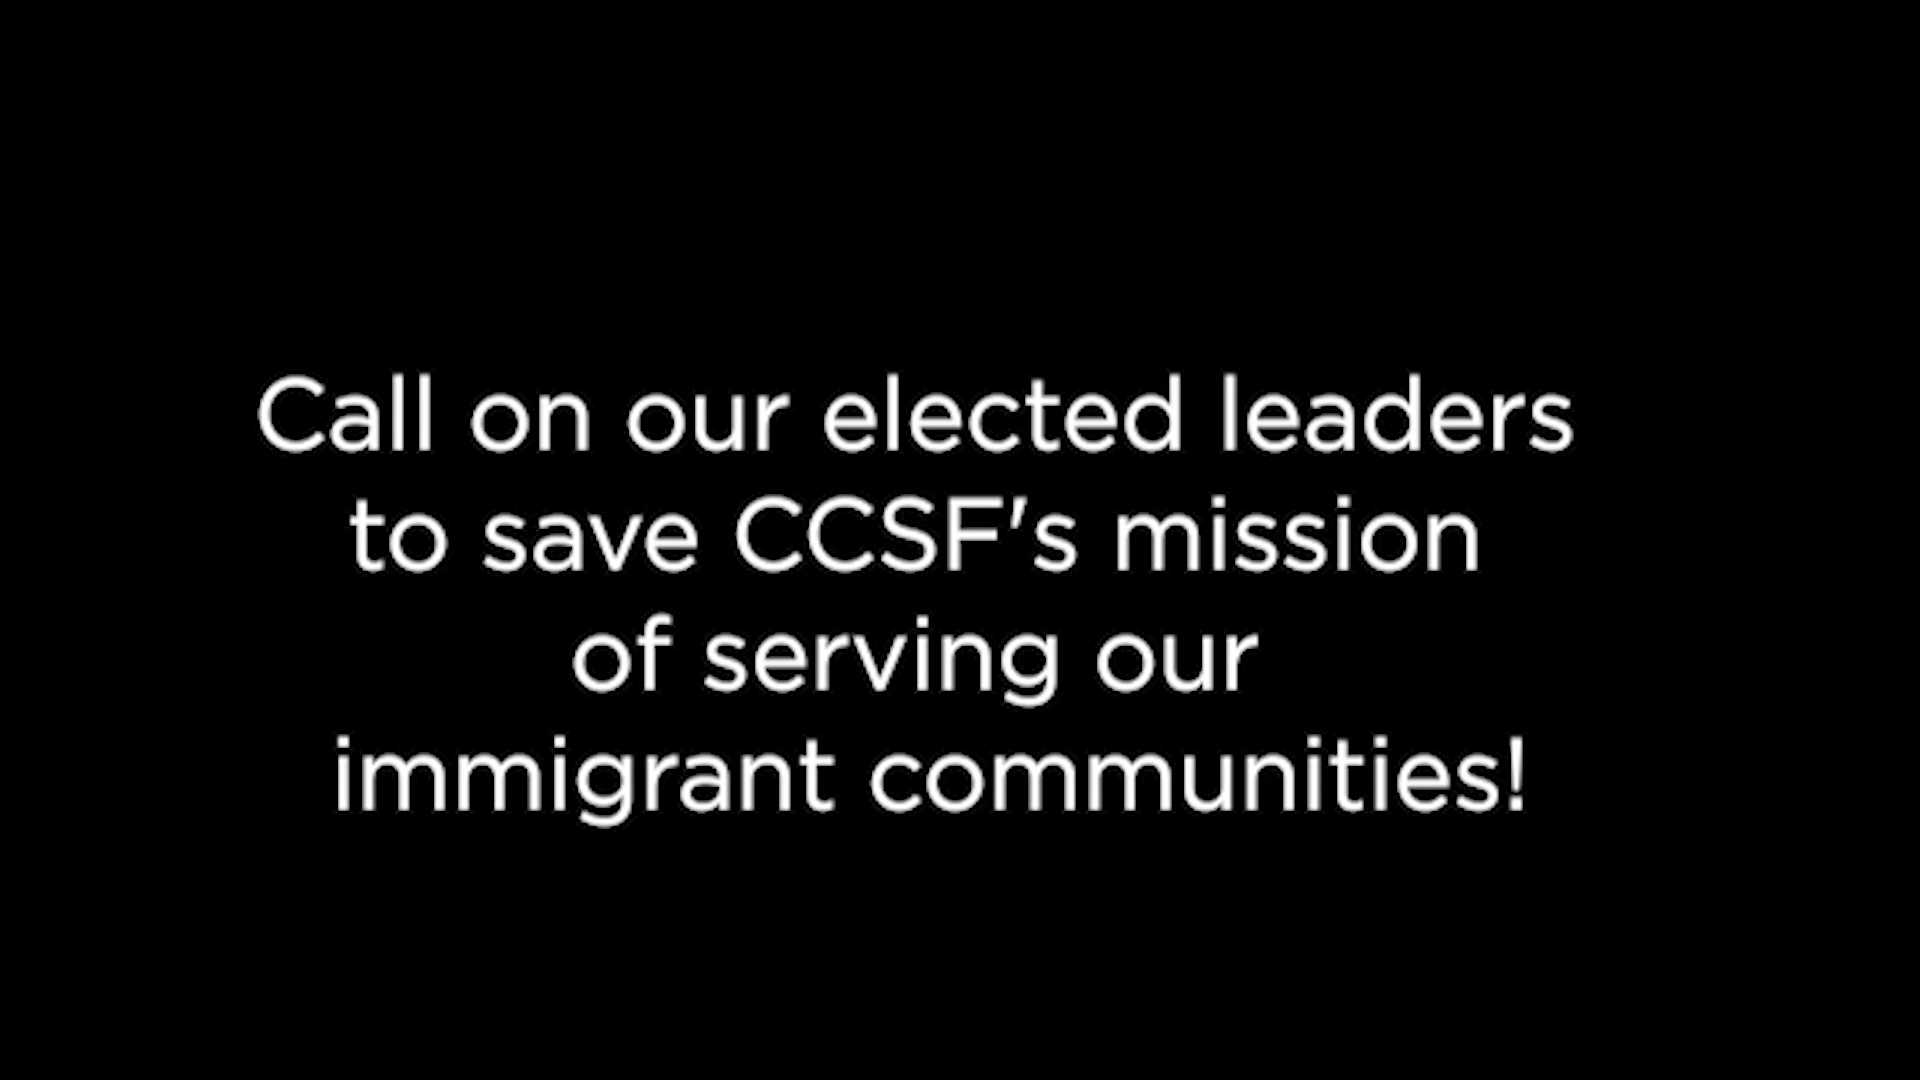 Call on our elected leaders
to save CCSF's mission
of serving our
immigrant communities!